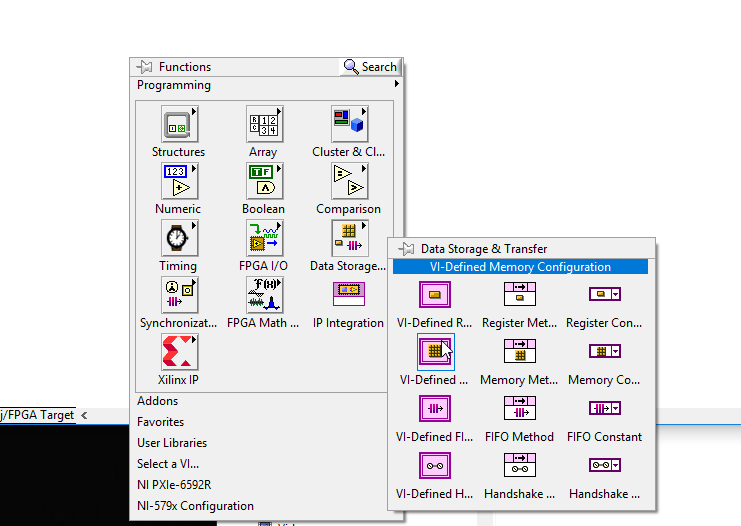 Functions
Search
Programming
Structures
Array
Cluster & Cl...
123
TF
Numeric
Boolean
Comparison
Timing
FPGA I/O
Data Storage...
Synchronizat...
FPGA Math ...
IP Integration
Xilinx IP
Addons
Favorites
User Libraries
Select a VI...
NI PXIe-6592R
NI-579x Configuration
Data Storage & Transfer
VI-Defined Memory Configuration
VI-Defined R...
Register Met...
Register Con...
VI-Defined ...
Memory Met...
Memory Co...
VI-Defined FI...
FIFO Method
FIFO Constant
VI-Defined H...
Handshake ...
Handshake ...
j/FPGA Target